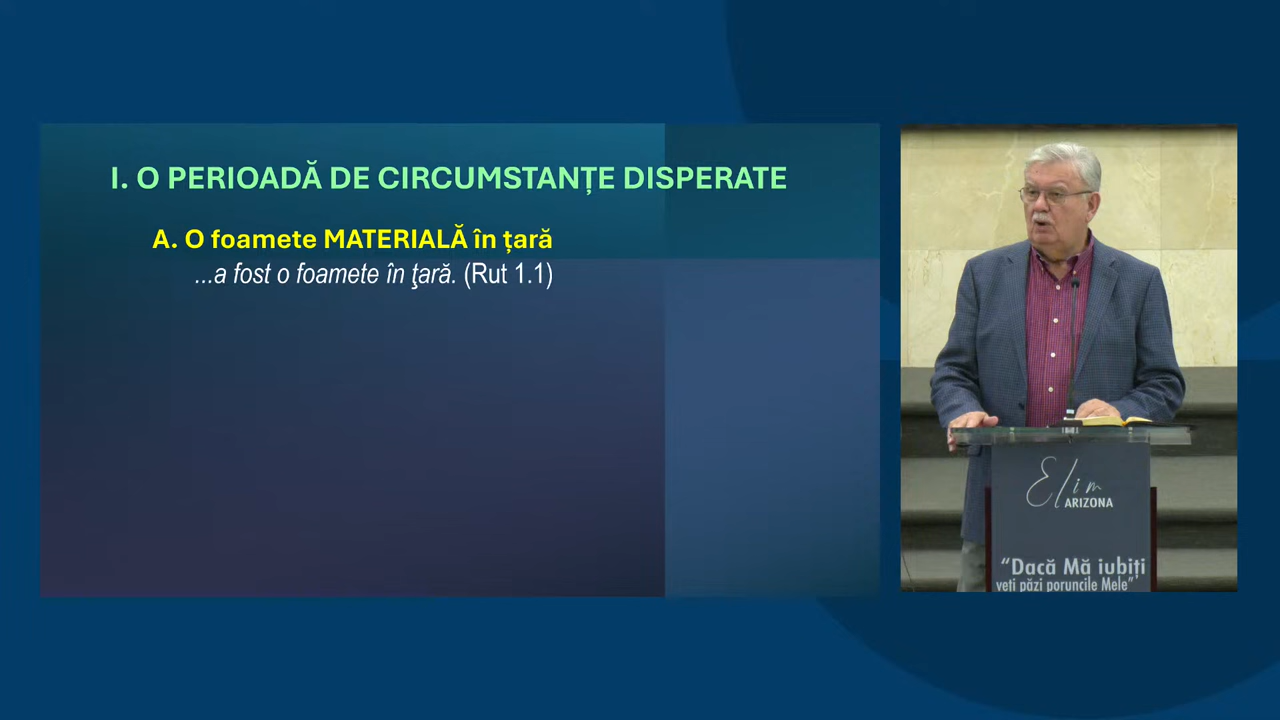 I. O PERIOADĂ DE CIRCUMSTANȚE DISPERATE
A. O foamete MATERIALĂ în țară
...a fost o foamete în ţară. (Rut 1.1)
Elim
ARIZONA
“Dacă Mă iubiți
veți păzi poruncile Mele”